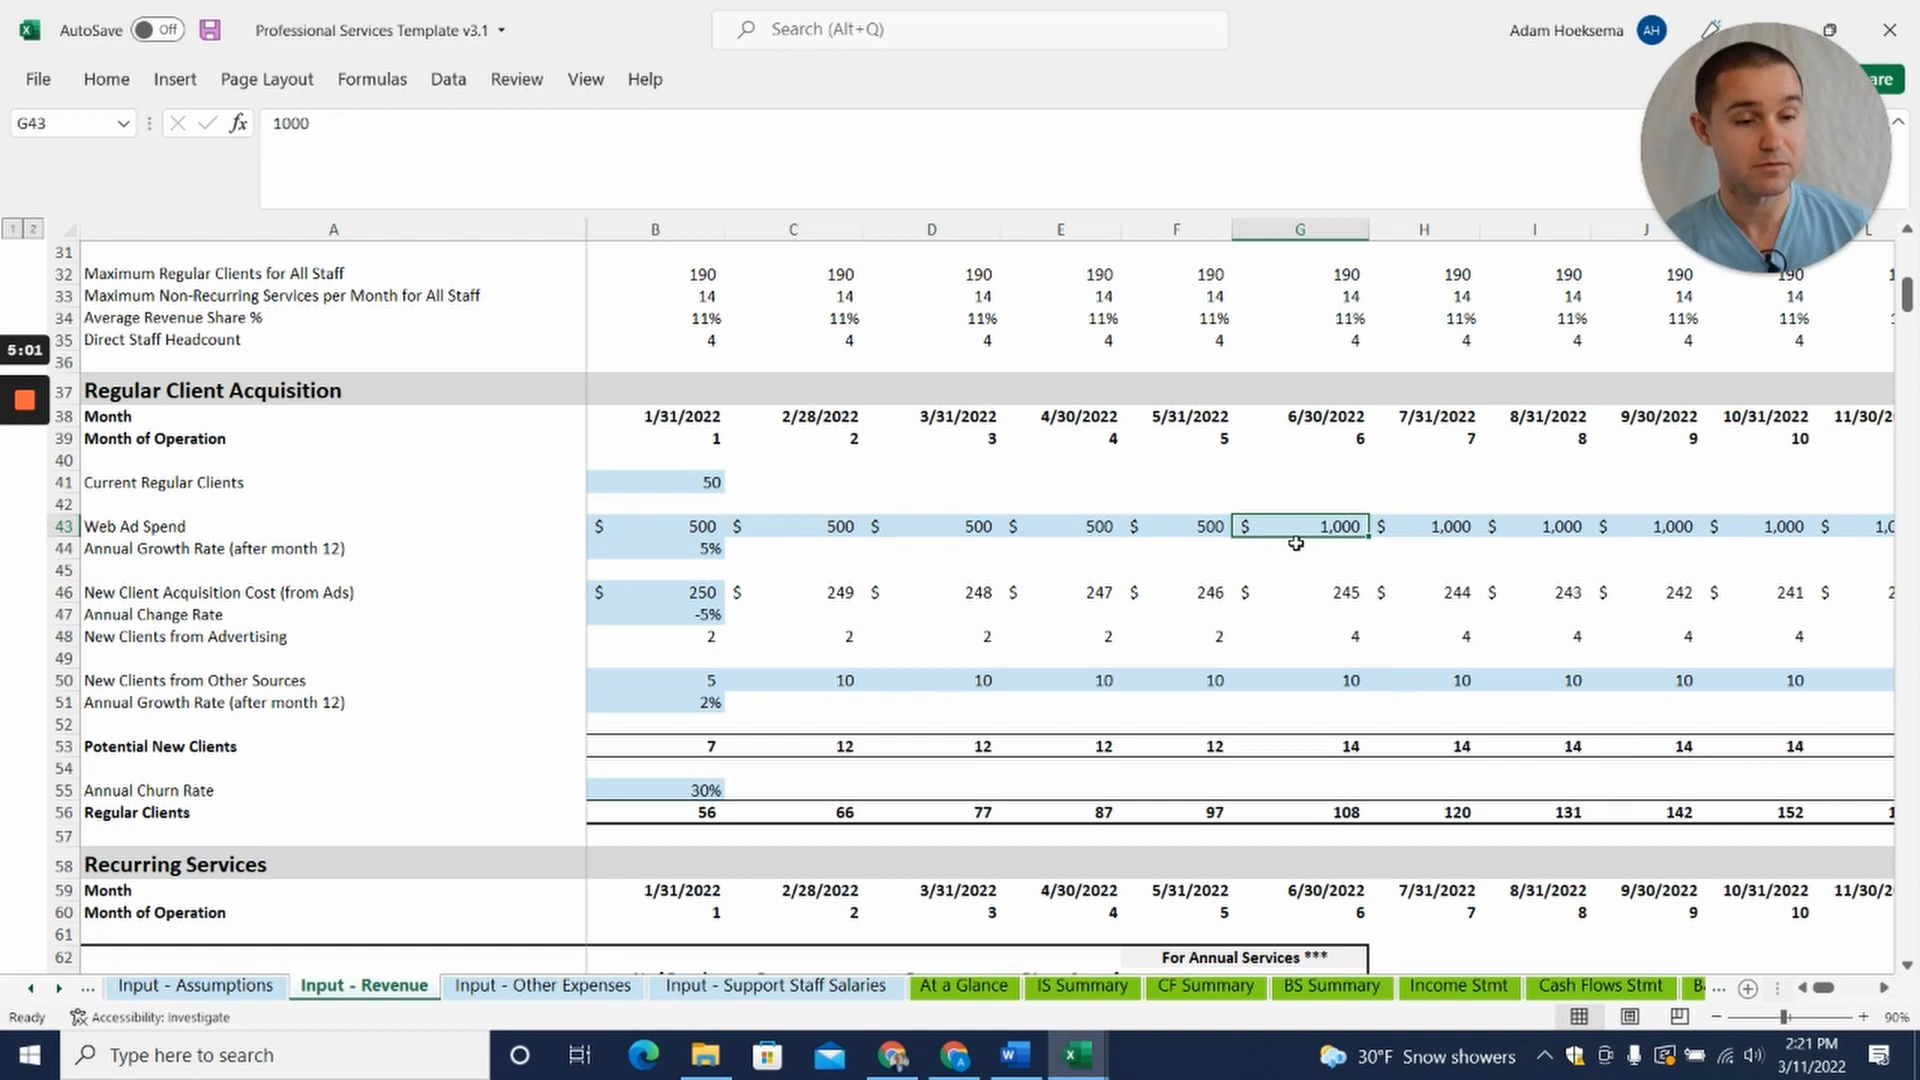 AutoSave Off Professional Services Template v3.1 Search (Alt+Q) Adam Hoeksema AH
File Home Insert Page Layout Formulas Data Review View Help
G43 fx 1000
1 2 A B C D E F G H I J L
31
32 Maximum Regular Clients for All Staff 190 190 190 190 190 190 190 190 190 190
33 Maximum Non-Recurring Services per Month for All Staff 14 14 14 14 14 14 14 14 14 14
34 Average Revenue Share % 11% 11% 11% 11% 11% 11% 11% 11% 11% 11%
35 Direct Staff Headcount 4 4 4 4 4 4 4 4 4 4
5:01
36
37 Regular Client Acquisition
38 Month 1/31/2022 2/28/2022 3/31/2022 4/30/2022 5/31/2022 6/30/2022 7/31/2022 8/31/2022 9/30/2022 10/31/2022 11/30/2
39 Month of Operation 1 2 3 4 5 6 7 8 9 10
40
41 Current Regular Clients 50
42
43 Web Ad Spend $ 500 $ 500 $ 500 $ 500 $ 500 $ 1,000 $ 1,000 $ 1,000 $ 1,000 $ 1,000 $ 1,0
44 Annual Growth Rate (after month 12) 5%
45
46 New Client Acquisition Cost (from Ads) $ 250 $ 249 $ 248 $ 247 $ 246 $ 245 $ 244 $ 243 $ 242 $ 241 $ 2
47 Annual Change Rate -5%
48 New Clients from Advertising 2 2 2 2 2 4 4 4 4 4
49
50 New Clients from Other Sources 5 10 10 10 10 10 10 10 10 10
51 Annual Growth Rate (after month 12) 2%
52
53 Potential New Clients 7 12 12 12 12 14 14 14 14 14
54
55 Annual Churn Rate 30%
56 Regular Clients 56 66 77 87 97 108 120 131 142 152 1
57
58 Recurring Services
59 Month 1/31/2022 2/28/2022 3/31/2022 4/30/2022 5/31/2022 6/30/2022 7/31/2022 8/31/2022 9/30/2022 10/31/2022 11/30/2
60 Month of Operation 1 2 3 4 5 6 7 8 9 10
61
62 For Annual Services ***
... Input - Assumptions Input - Revenue Input - Other Expenses Input - Support Staff Salaries At a Glance IS Summary CF Summary BS Summary Income Stmt Cash Flows Stmt B ...
Ready Accessibility: Investigate 90%
Type here to search 30°F Snow showers 2:21 PM
3/11/2022